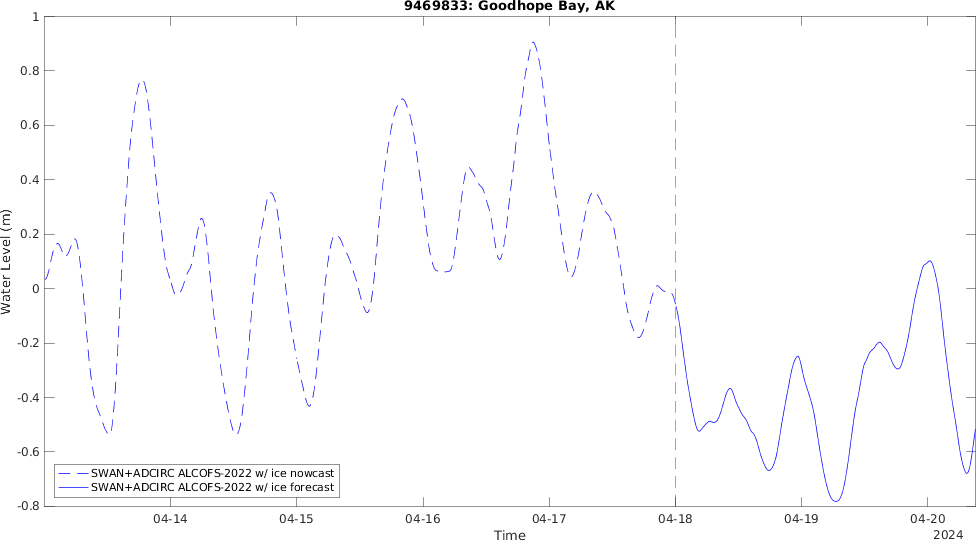 9469833: Goodhope Bay, AK
1
0.8
0.6
0.4
0.2
0
-0.2
-0.4
-0.6
-0.8
Water Level (m)
SWAN+ADCIRC ALCOFS-2022 w/ ice nowcast
SWAN+ADCIRC ALCOFS-2022 w/ ice forecast
04-14 04-15 04-16 04-17 04-18 04-19 04-20
Time
2024